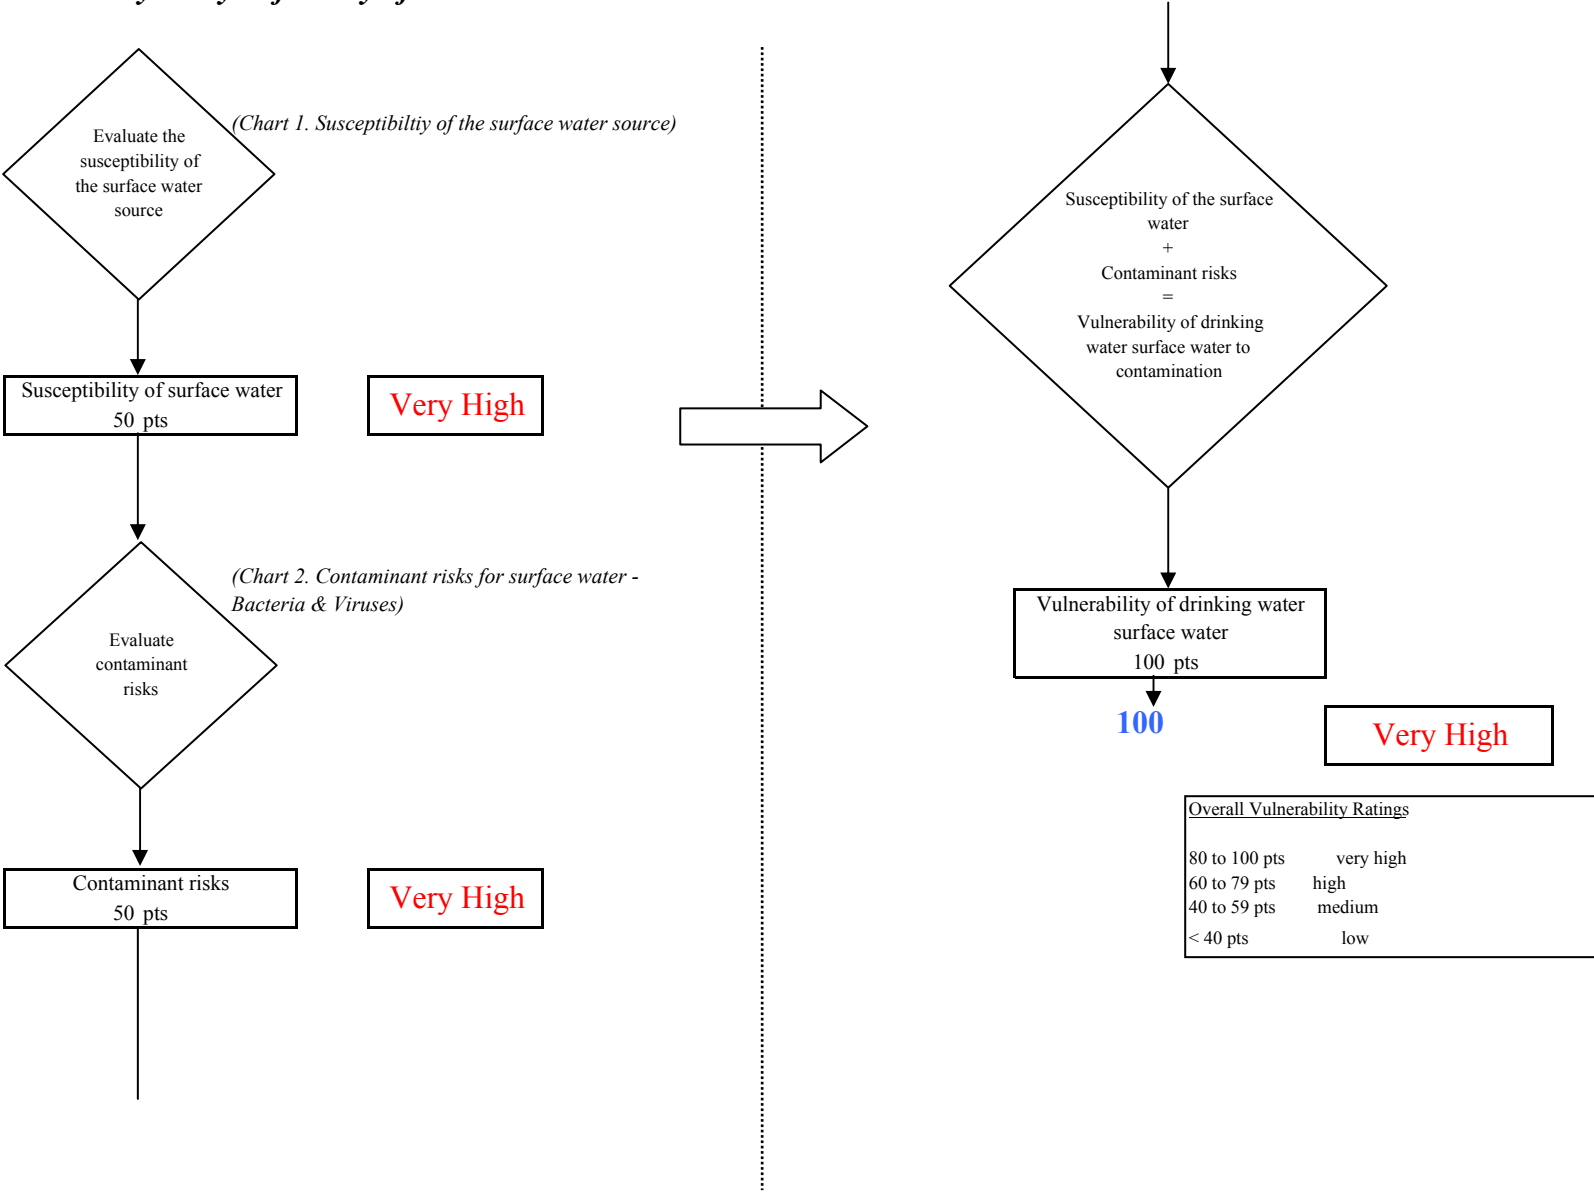 (Chart 1. Susceptibiltiy of the surface water source)
Evaluate the
susceptibility of
the surface water
source
Susceptibility of surface water
50 pts
Very High
(Chart 2. Contaminant risks for surface water -
Bacteria & Viruses)
Evaluate
contaminant
risks
Contaminant risks
50 pts
Very High
Susceptibility of the surface
water
+
Contaminant risks
=
Vulnerability of drinking
water surface water to
contamination
Vulnerability of drinking water
surface water
100 pts
100
Very High
Overall Vulnerability Ratings
80 to 100 pts very high
60 to 79 pts high
40 to 59 pts medium
< 40 pts low